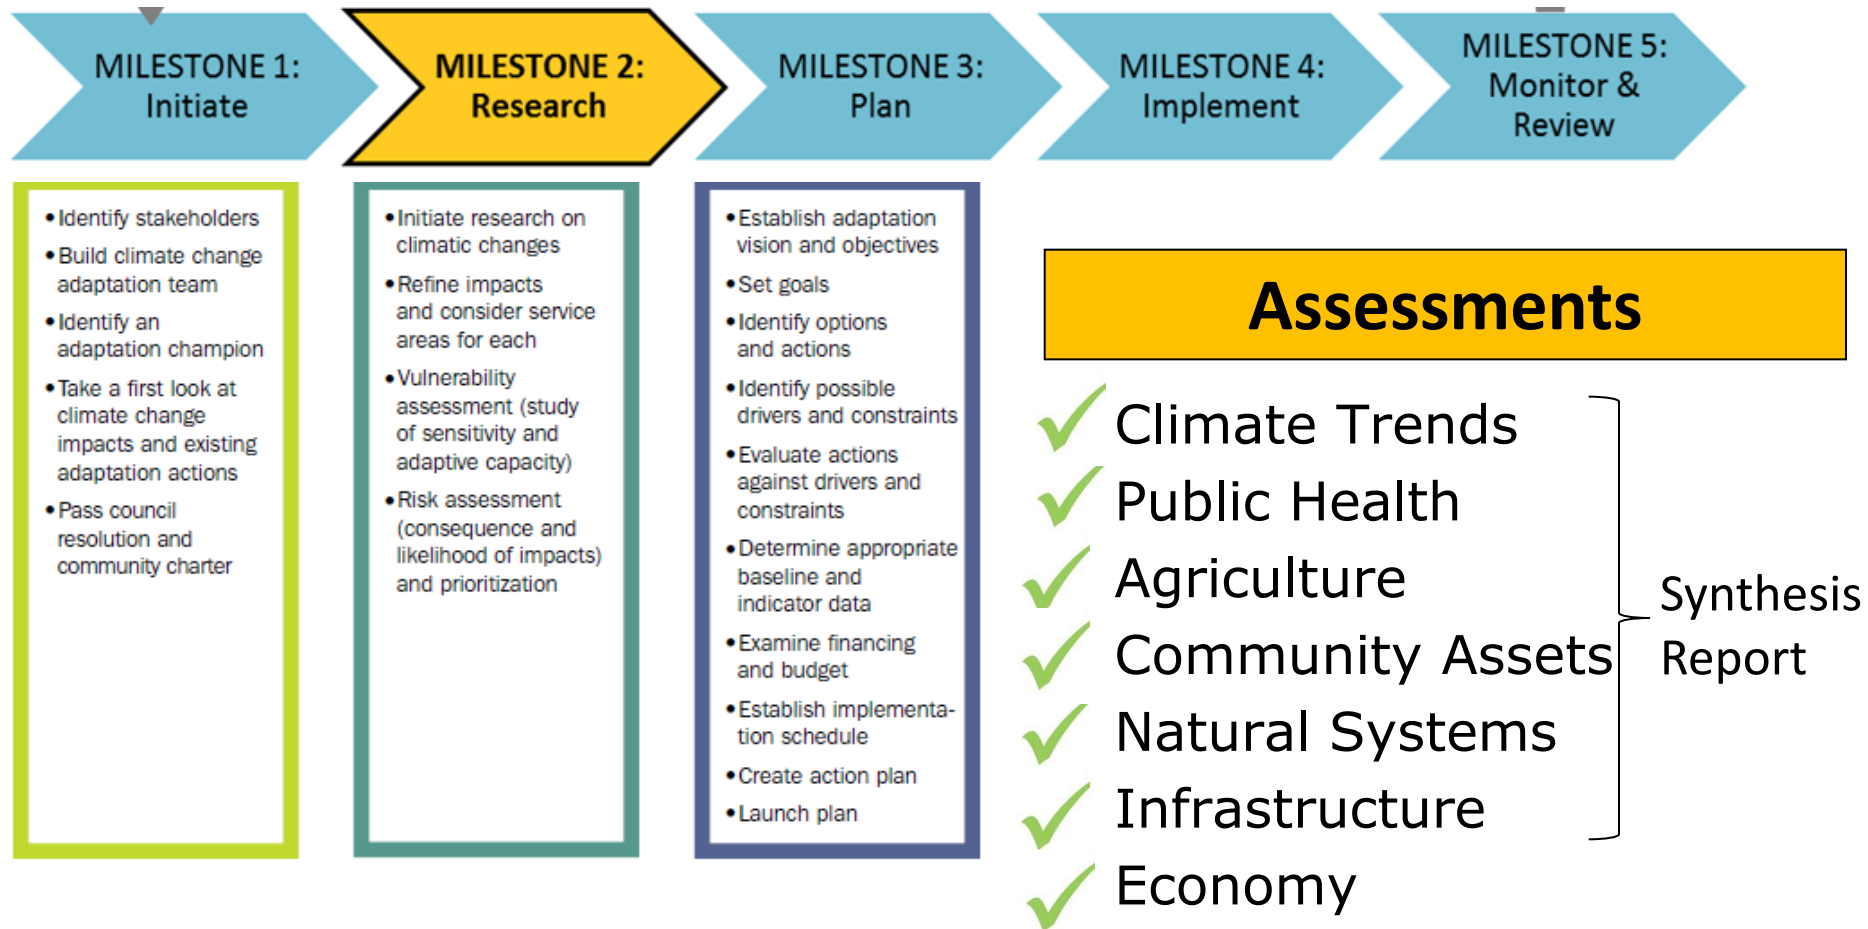 MILESTONE 1:
Initiate
MILESTONE 2:
Research
MILESTONE 3:
Plan
MILESTONE 4:
Implement
MILESTONE 5:
Monitor &
Review
•Identify stakeholders
•Build climate change
adaptation team
•Identify an
adaptation champion
•Take a first look at
climate change
impacts and existing
adaptation actions
•Pass council
resolution and
community charter
•Initiate research on
climatic changes
•Refine impacts
and consider service
areas for each
•Vulnerability
assessment (study
of sensitivity and
adaptive capacity)
•Risk assessment
(consequence and
likelihood of impacts)
and prioritization
•Establish adaptation
vision and objectives
•Set goals
•Identify options
and actions
•Identify possible
drivers and constraints
•Evaluate actions
against drivers and
constraints
•Determine appropriate
baseline and
indicator data
•Examine financing
and budget
•Establish implementa-
tion schedule
•Create action plan
•Launch plan
Assessments
Climate Trends
Public Health
Agriculture
Community Assets
Natural Systems
Infrastructure
Economy
Synthesis
Report